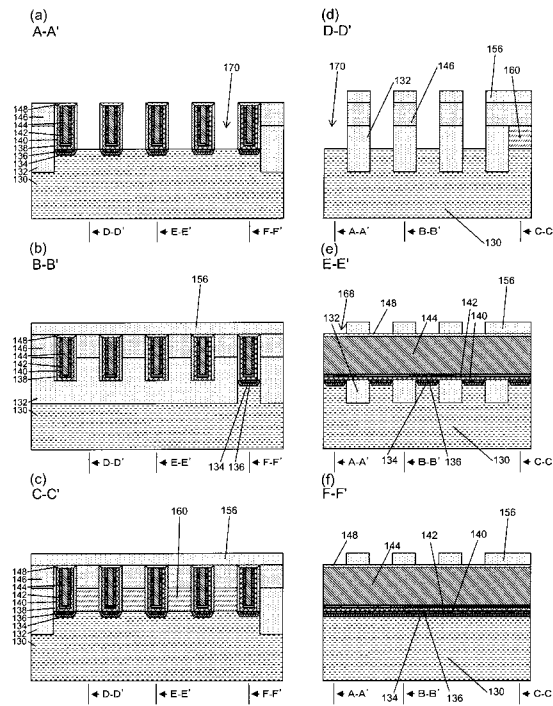 (a)
A-A'
170
148
146
144
142
140
138
136
134
132
130
D-D'
E-E'
F-F'
(b)
B-B'
156
148
146
144
142
140
138
132
130
134
136
D-D'
E-E'
F-F'
(c)
C-C'
160
156
148
146
144
142
140
138
136
134
132
130
D-D'
E-E'
F-F'
(d)
D-D'
156
170
132
146
160
130
A-A'
B-B'
C-C
(e)
E-E'
142
132
168
148
144
140
156
A-A'
B-B'
C-C
134
136
130
(f)
F-F'
148
144
142
140
156
A-A'
B-B'
C-C
134
136
130